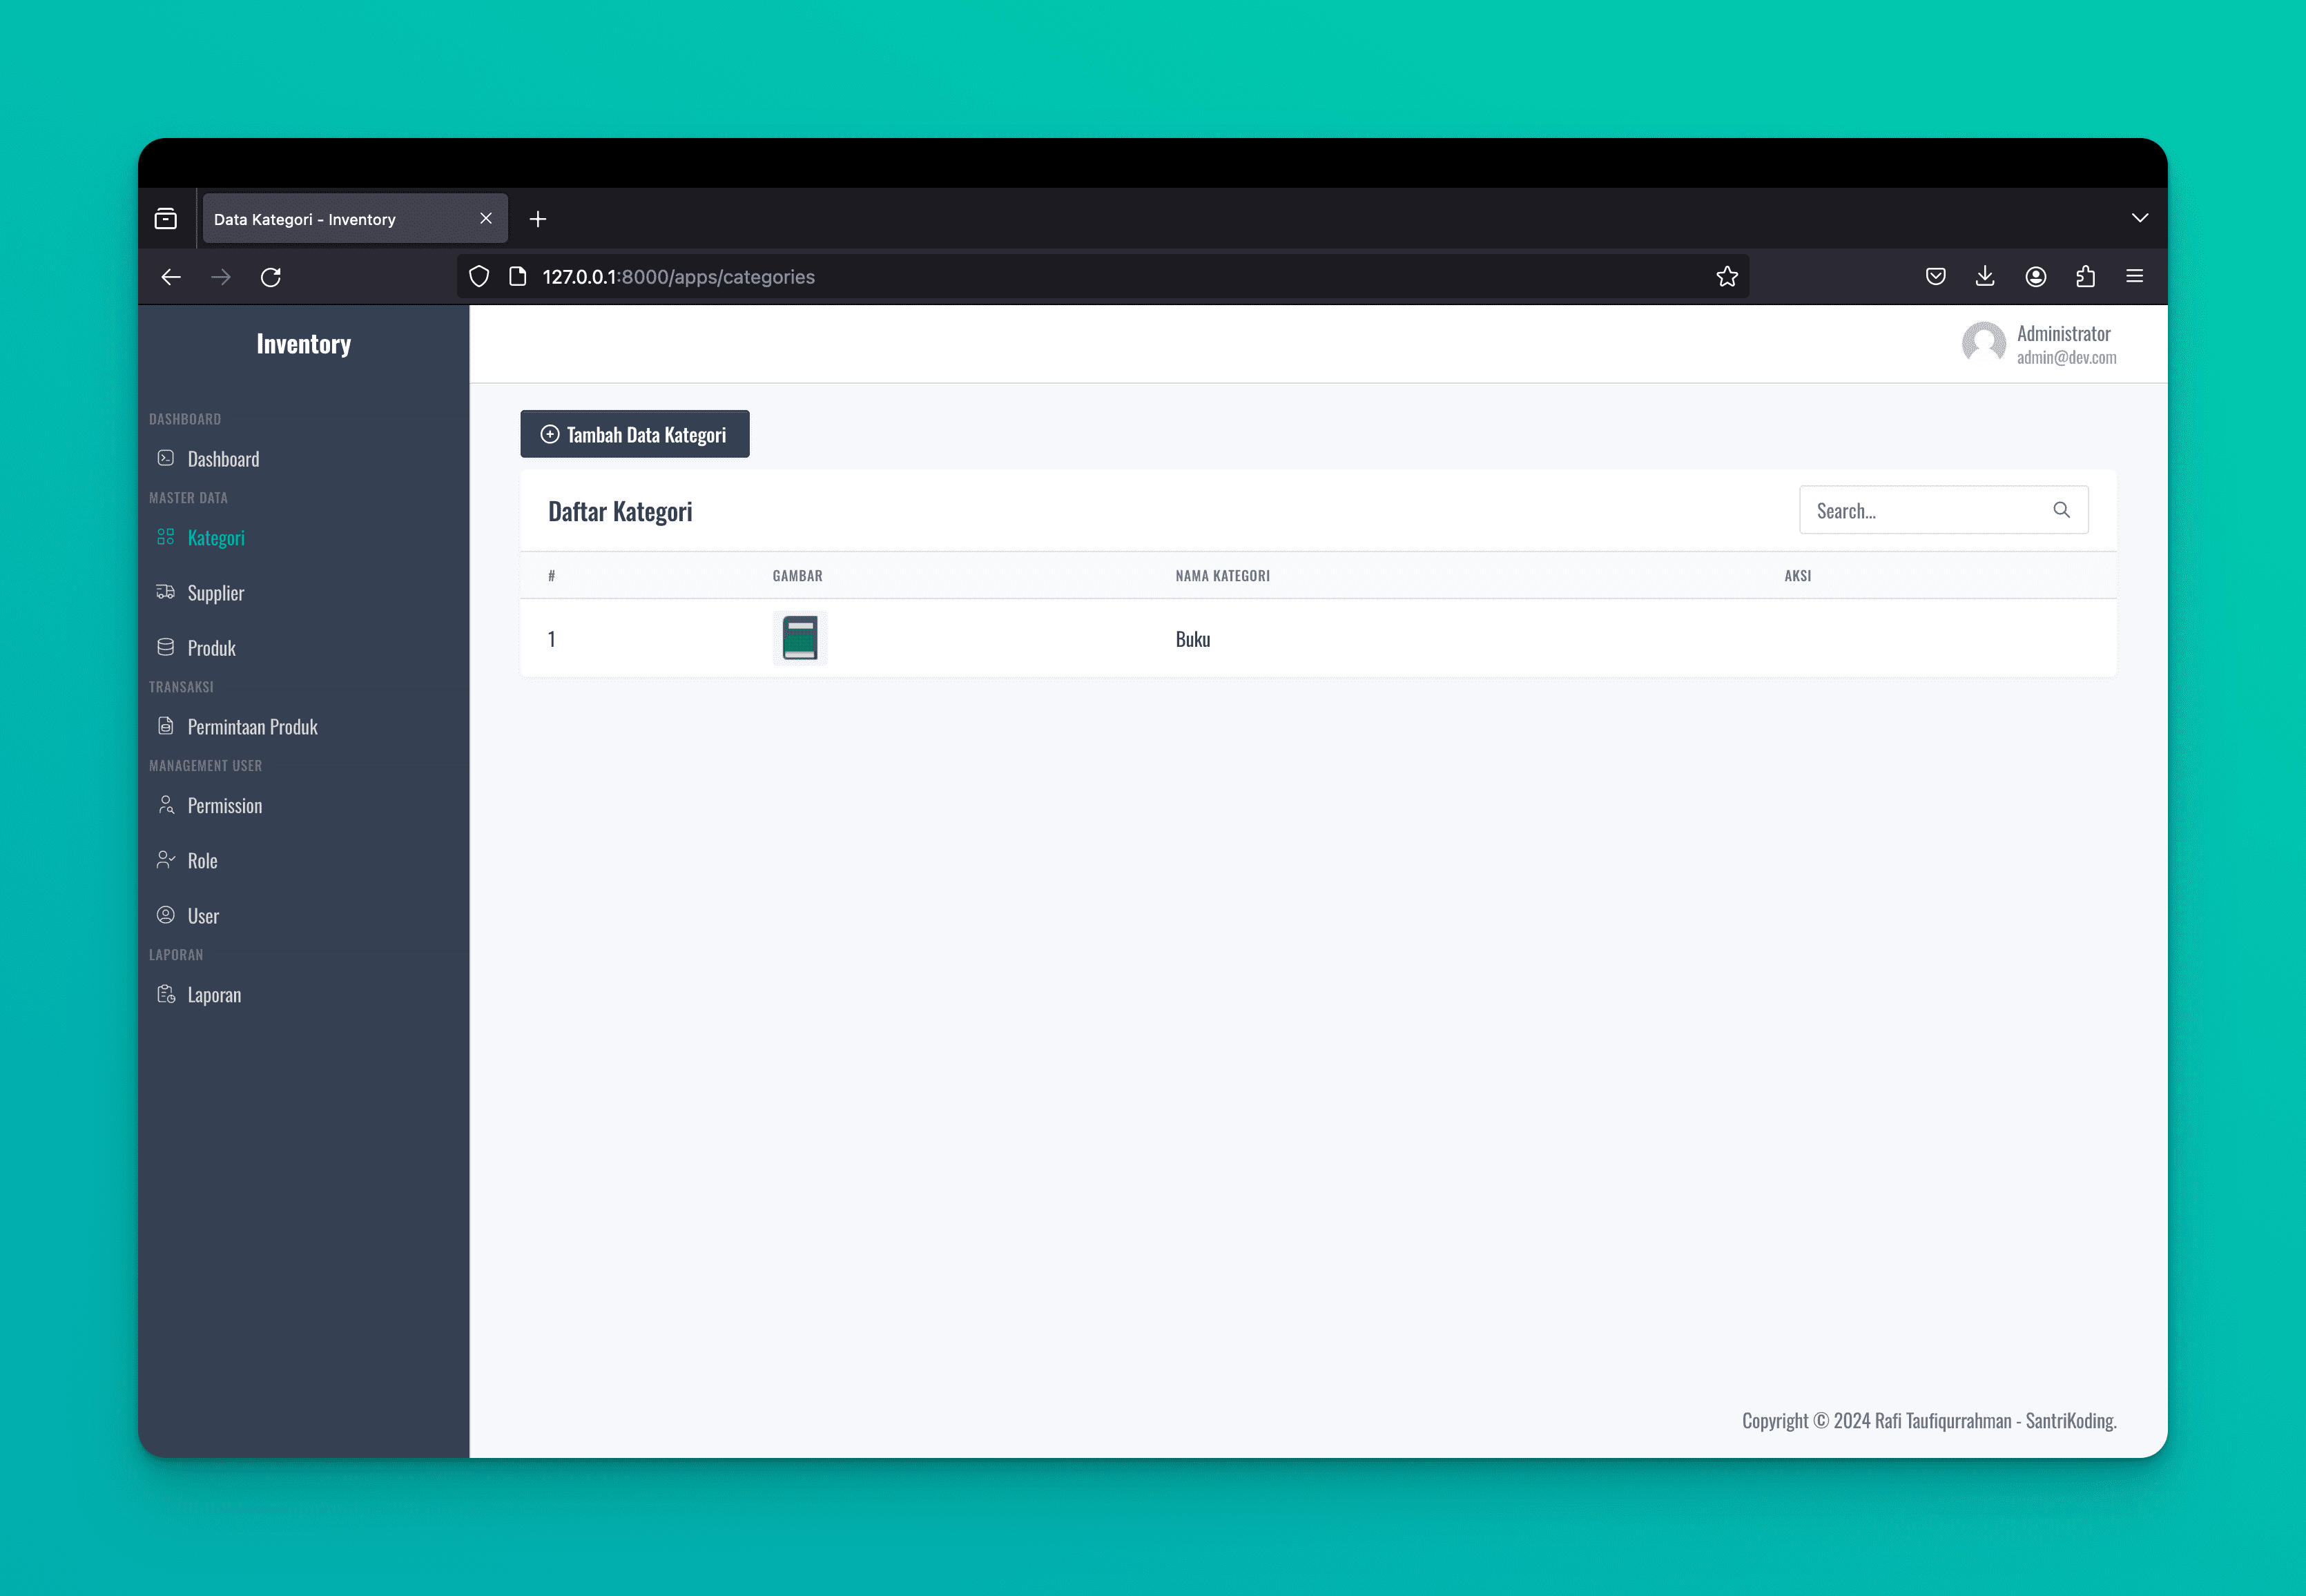 Data Kategori - Inventory
127.0.0.1:8000/apps/categories
Inventory
Administrator
admin@dev.com
DASHBOARD
Dashboard
MASTER DATA
Kategori
Supplier
Produk
TRANSAKSI
Permintaan Produk
MANAGEMENT USER
Permission
Role
User
LAPORAN
Laporan
Tambah Data Kategori
Daftar Kategori
Search...
# GAMBAR NAMA KATEGORI AKSI
1 Buku
Copyright © 2024 Rafi Taufiqurrahman - SantriKoding.